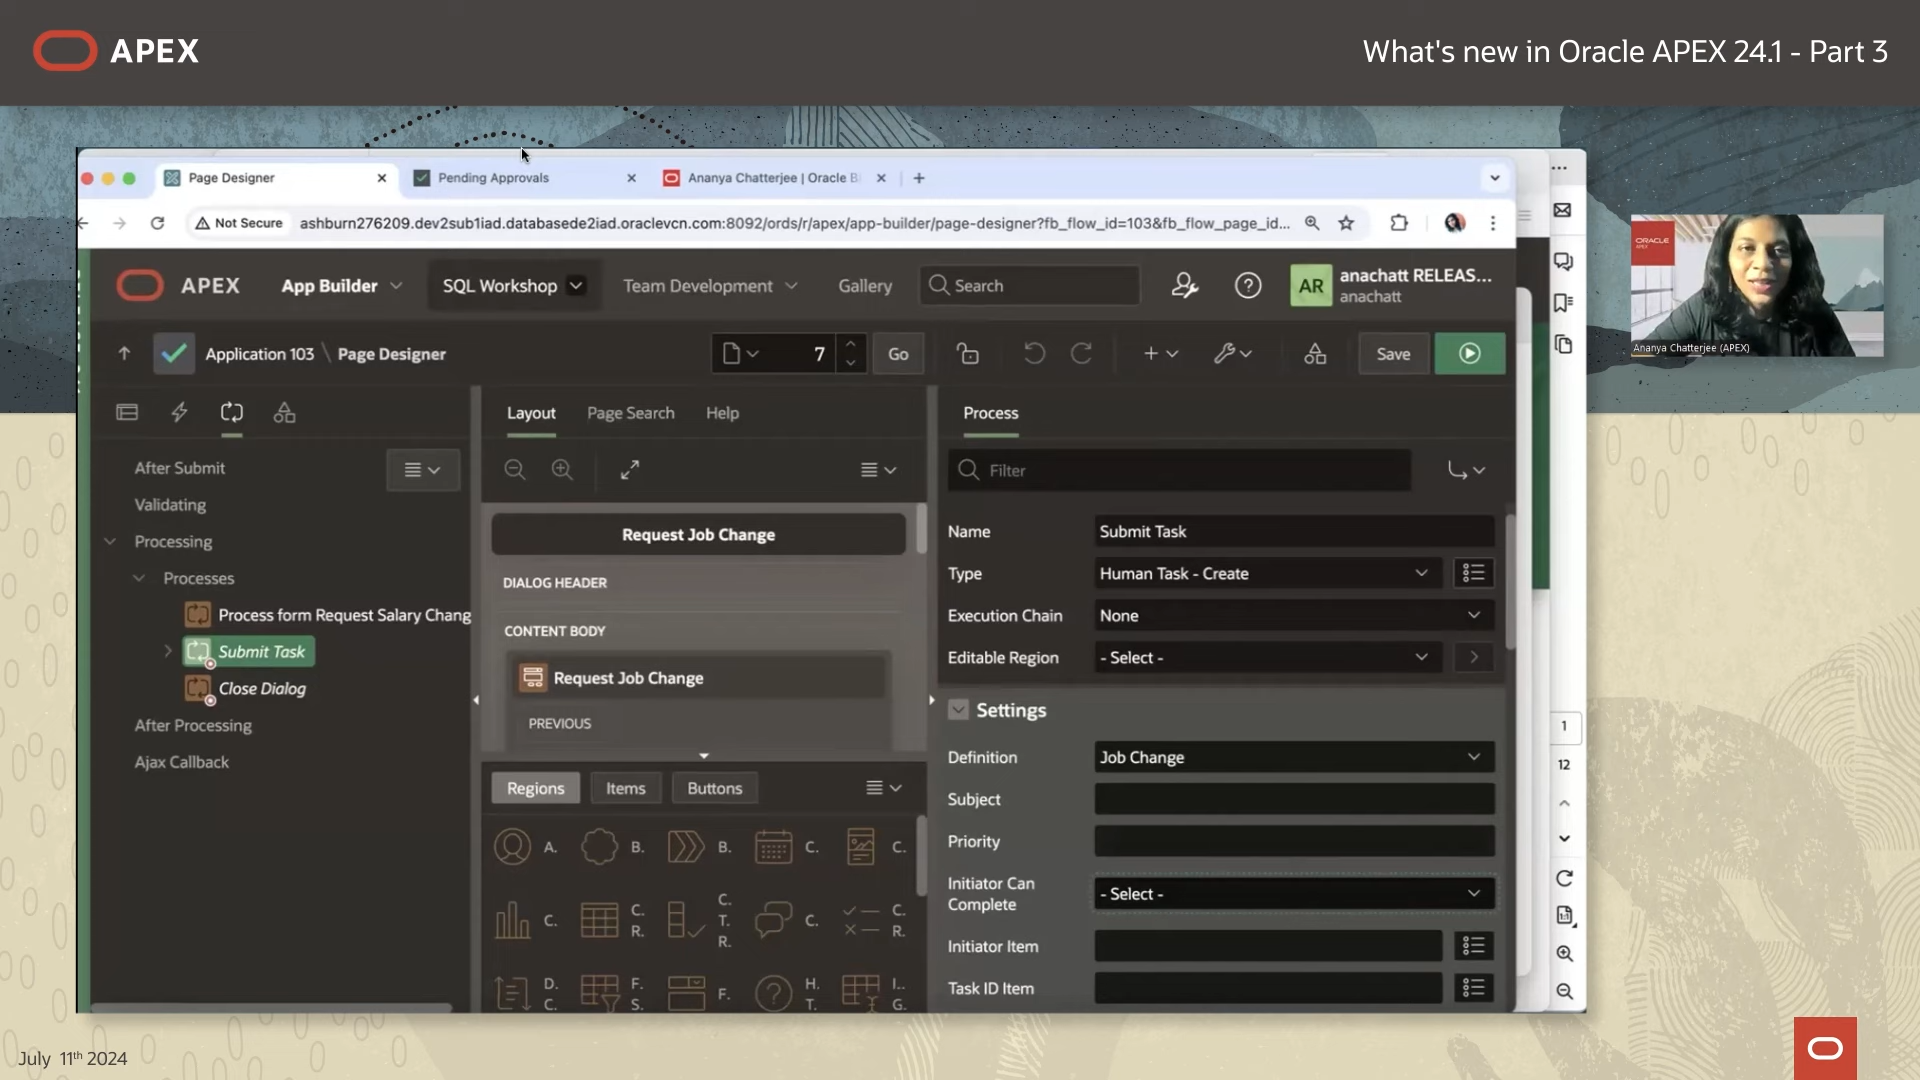 APEX
What's new in Oracle APEX 24.1 - Part 3
Page Designer
Pending Approvals
Ananya Chatterjee | Oracle B
Not Secure
ashburn276209.dev2sub1iad.databasede2iad.oraclevcn.com:8092/ords/r/apex/app-builder/page-designer?fb_flow_id=103&fb_flow_page_id...
APEX
App Builder
SQL Workshop
Team Development
Gallery
Search
AR
anachatt RELEAS...
anachatt
ORACLE
Ananya Chatterjee (APEX)
Application 103 \ Page Designer
7
Go
Save
After Submit
Validating
Processing
Processes
Process form Request Salary Chang
Submit Task
Close Dialog
After Processing
Ajax Callback
Layout
Page Search
Help
Request Job Change
DIALOG HEADER
CONTENT BODY
Request Job Change
PREVIOUS
Regions
Items
Buttons
A.
B.
B.
C.
C.
C.
C.
R.
C.
T.
R.
C.
C.
R.
D.
C.
F.
S.
F.
H.
T.
I..
G.
Process
Filter
Name
Submit Task
Type
Human Task - Create
Execution Chain
None
Editable Region
- Select -
Settings
Definition
Job Change
Subject
Priority
Initiator Can
Complete
- Select -
Initiator Item
Task ID Item
1
12
1:1
July 11th 2024